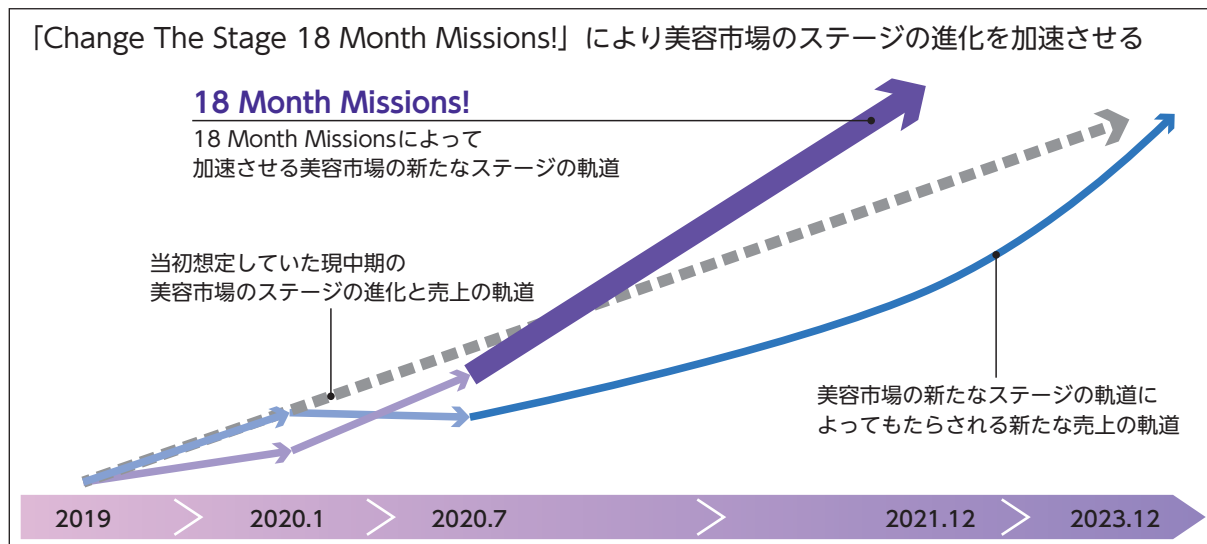 「Change The Stage 18 Month Missions!」により美容市場のステージの進化を加速させる
18 Month Missions!
18 Month Missionsによって
加速させる美容市場の新たなステージの軌道
当初想定していた現中期の
美容市場のステージの進化と売上の軌道
美容市場の新たなステージの軌道に
よってもたらされる新たな売上の軌道
2019 2020.1 2020.7 2021.12 2023.12